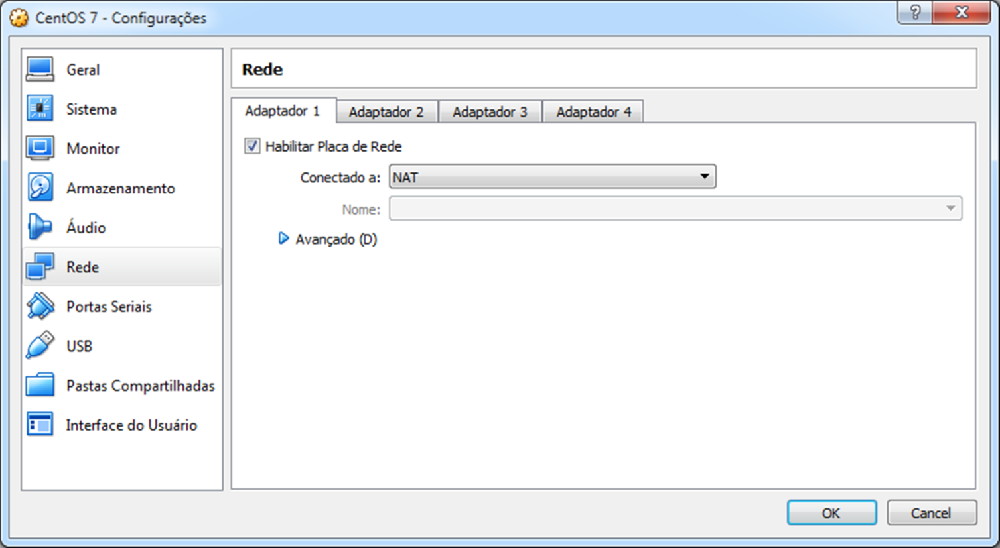 CentOS 7 - Configurações
?
Geral
Sistema
Monitor
Armazenamento
Áudio
Rede
Portas Seriais
USB
Pastas Compartilhadas
Interface do Usuário
Rede
Adaptador 1 Adaptador 2 Adaptador 3 Adaptador 4
Habilitar Placa de Rede
Conectado a: NAT
Nome:
Avançado (D)
OK Cancel